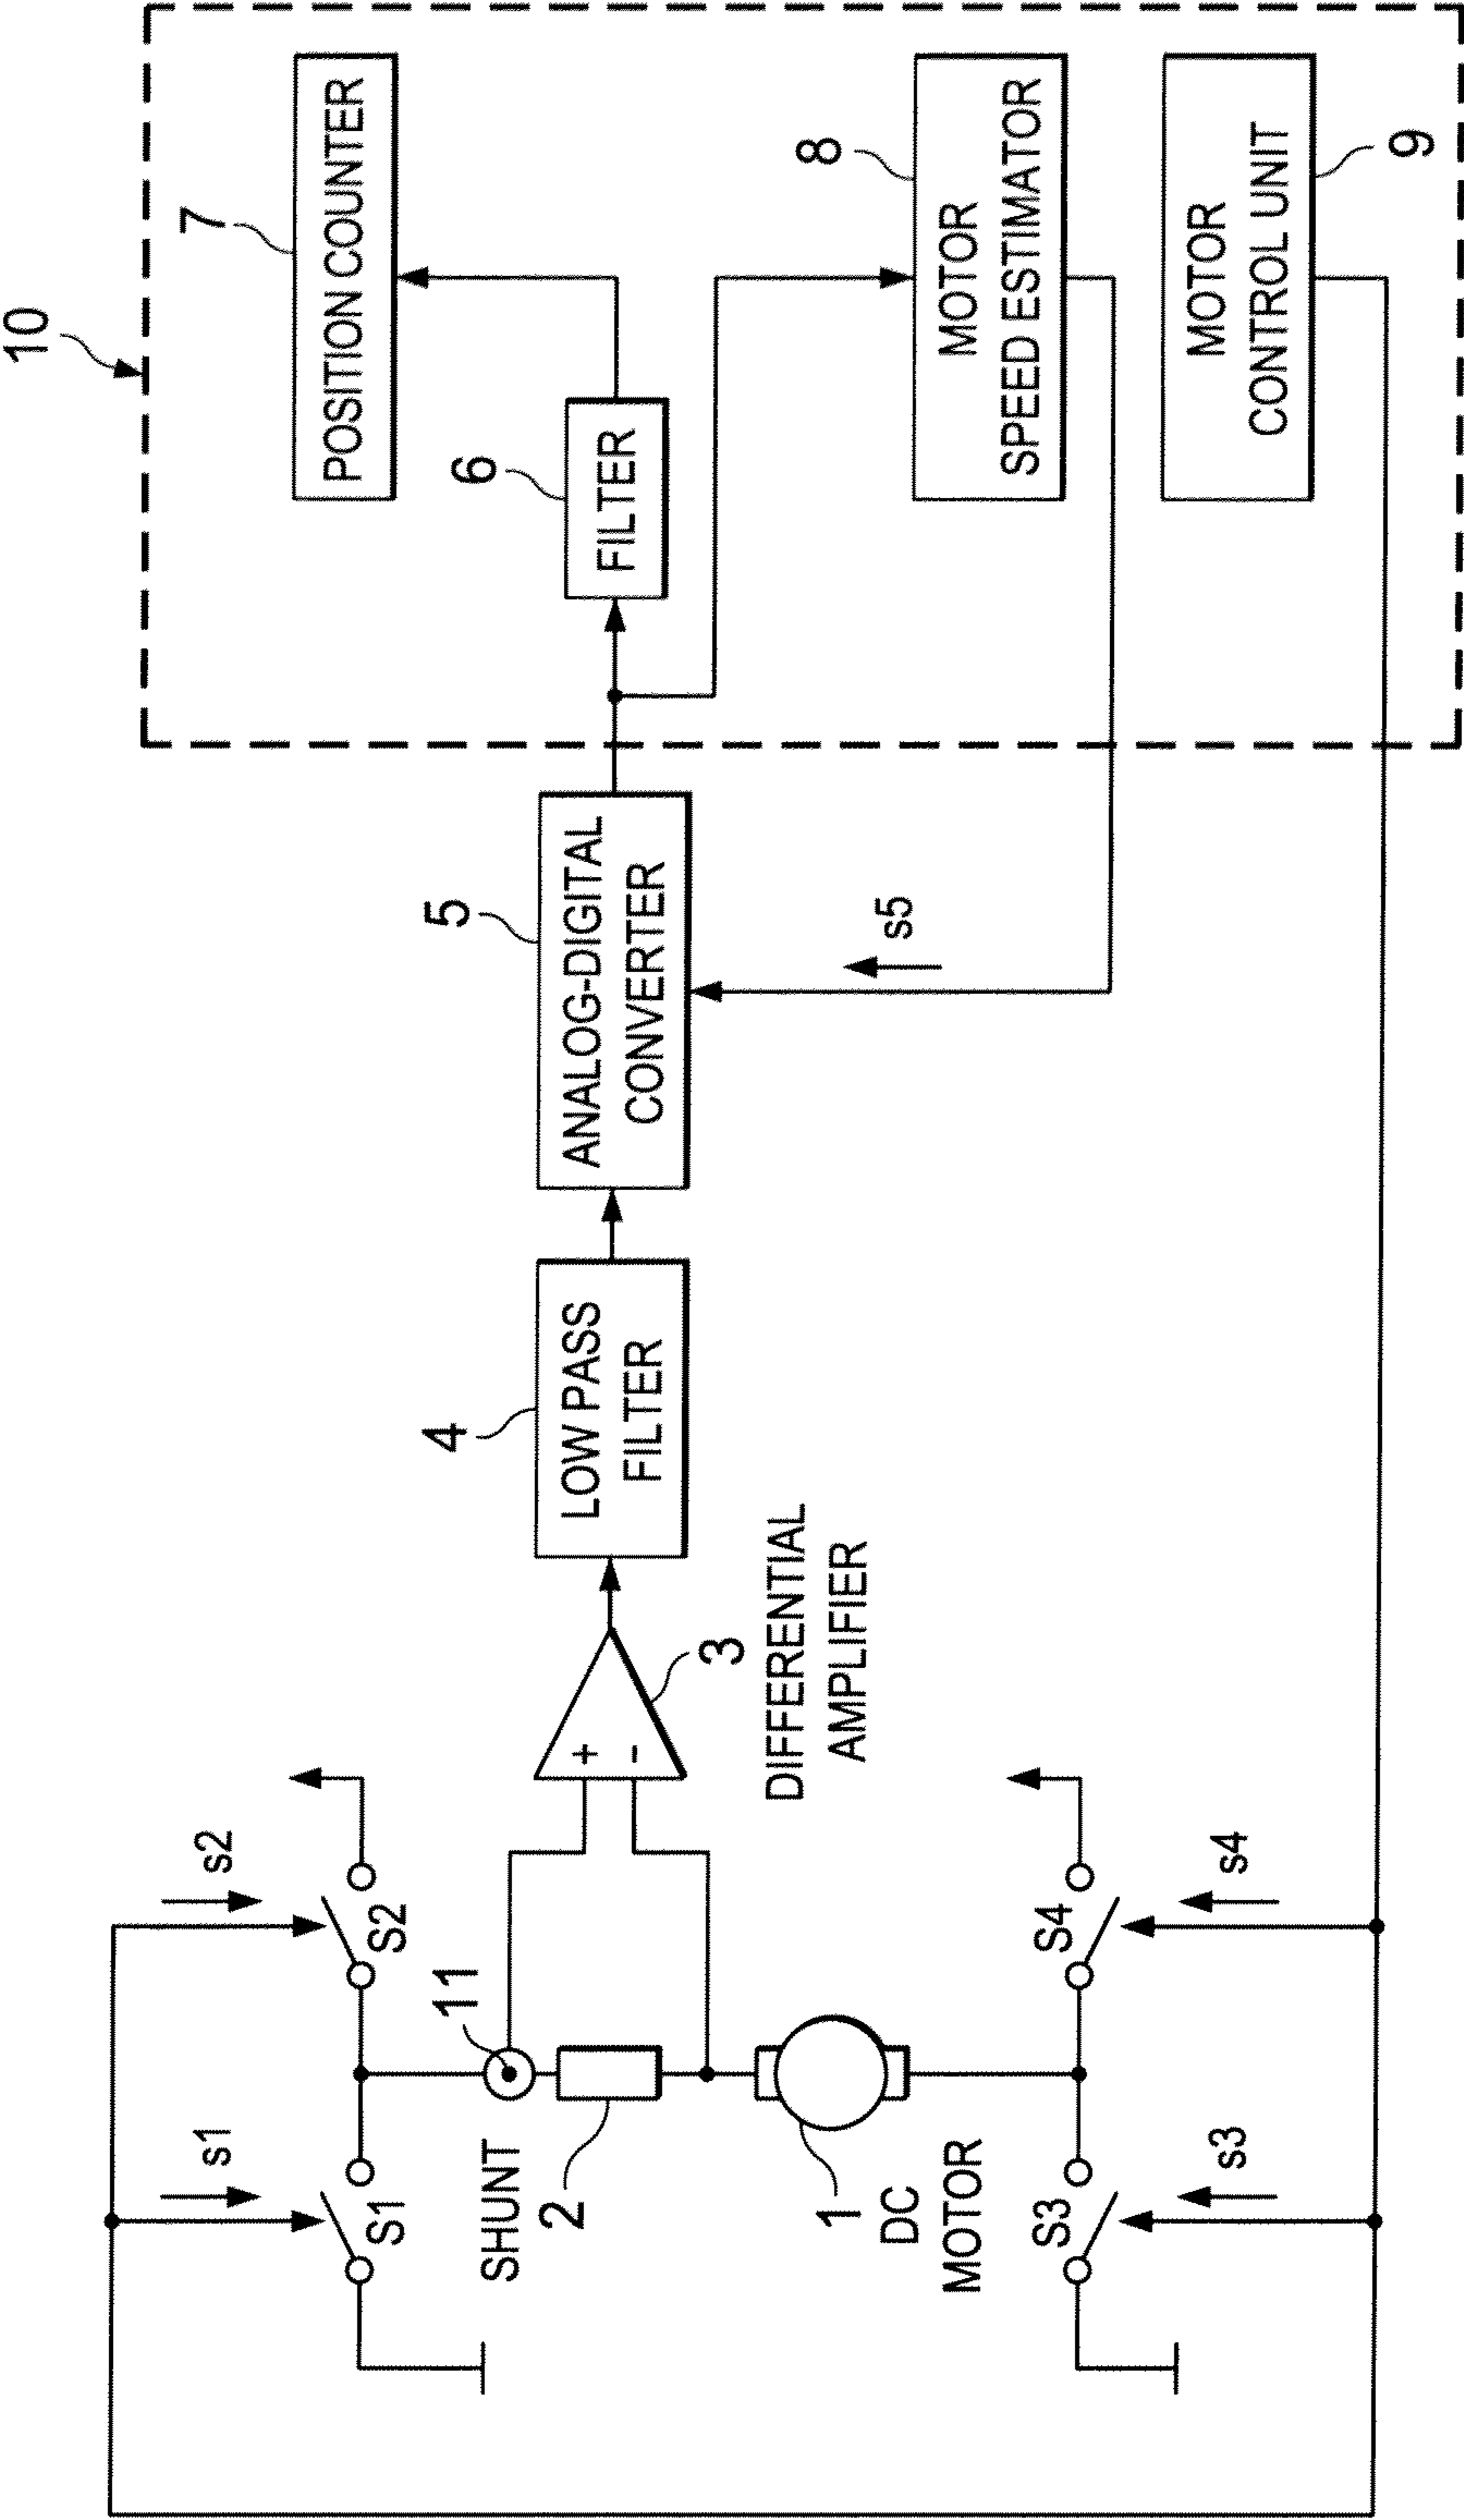 10
7
POSITION COUNTER
6
FILTER
8
MOTOR
SPEED ESTIMATOR
MOTOR
CONTROL UNIT
9
5
ANALOG-DIGITAL
CONVERTER
s5
4
LOW PASS
FILTER
+
-
3
DIFFERENTIAL
AMPLIFIER
s1
s2
S1
S2
11
SHUNT
2
1
DC
MOTOR
S3
S4
s3
s4